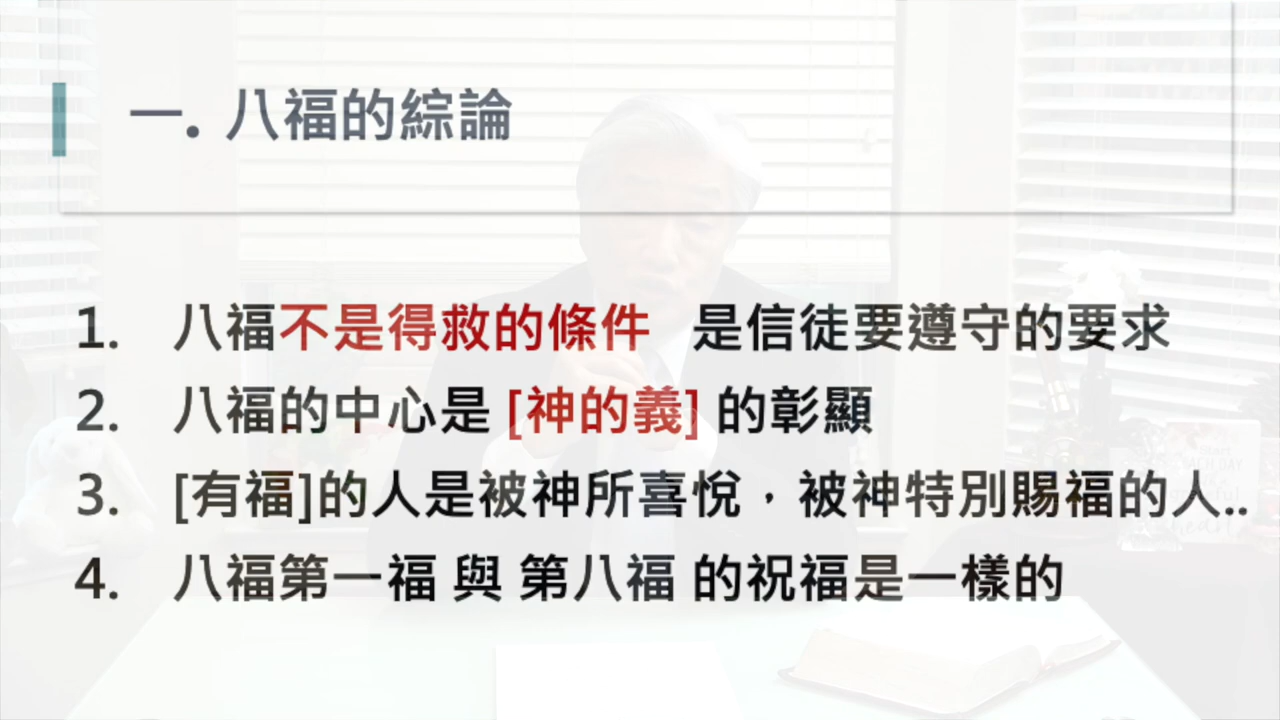 一. 八福的綜論
1. 八福不是得救的條件 是信徒要遵守的要求
2. 八福的中心是 [神的義] 的彰顯
3. [有福]的人是被神所喜悅，被神特別賜福的人..
4. 八福第一福 與 第八福 的祝福是一樣的